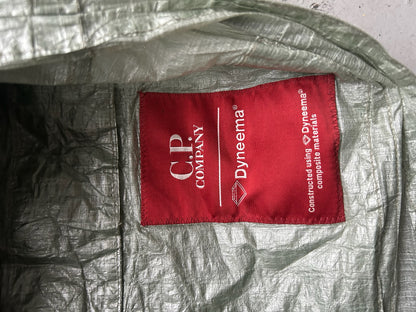 C.P.
COMPANY
Dyneema®
Constructed using Dyneema®
composite materials